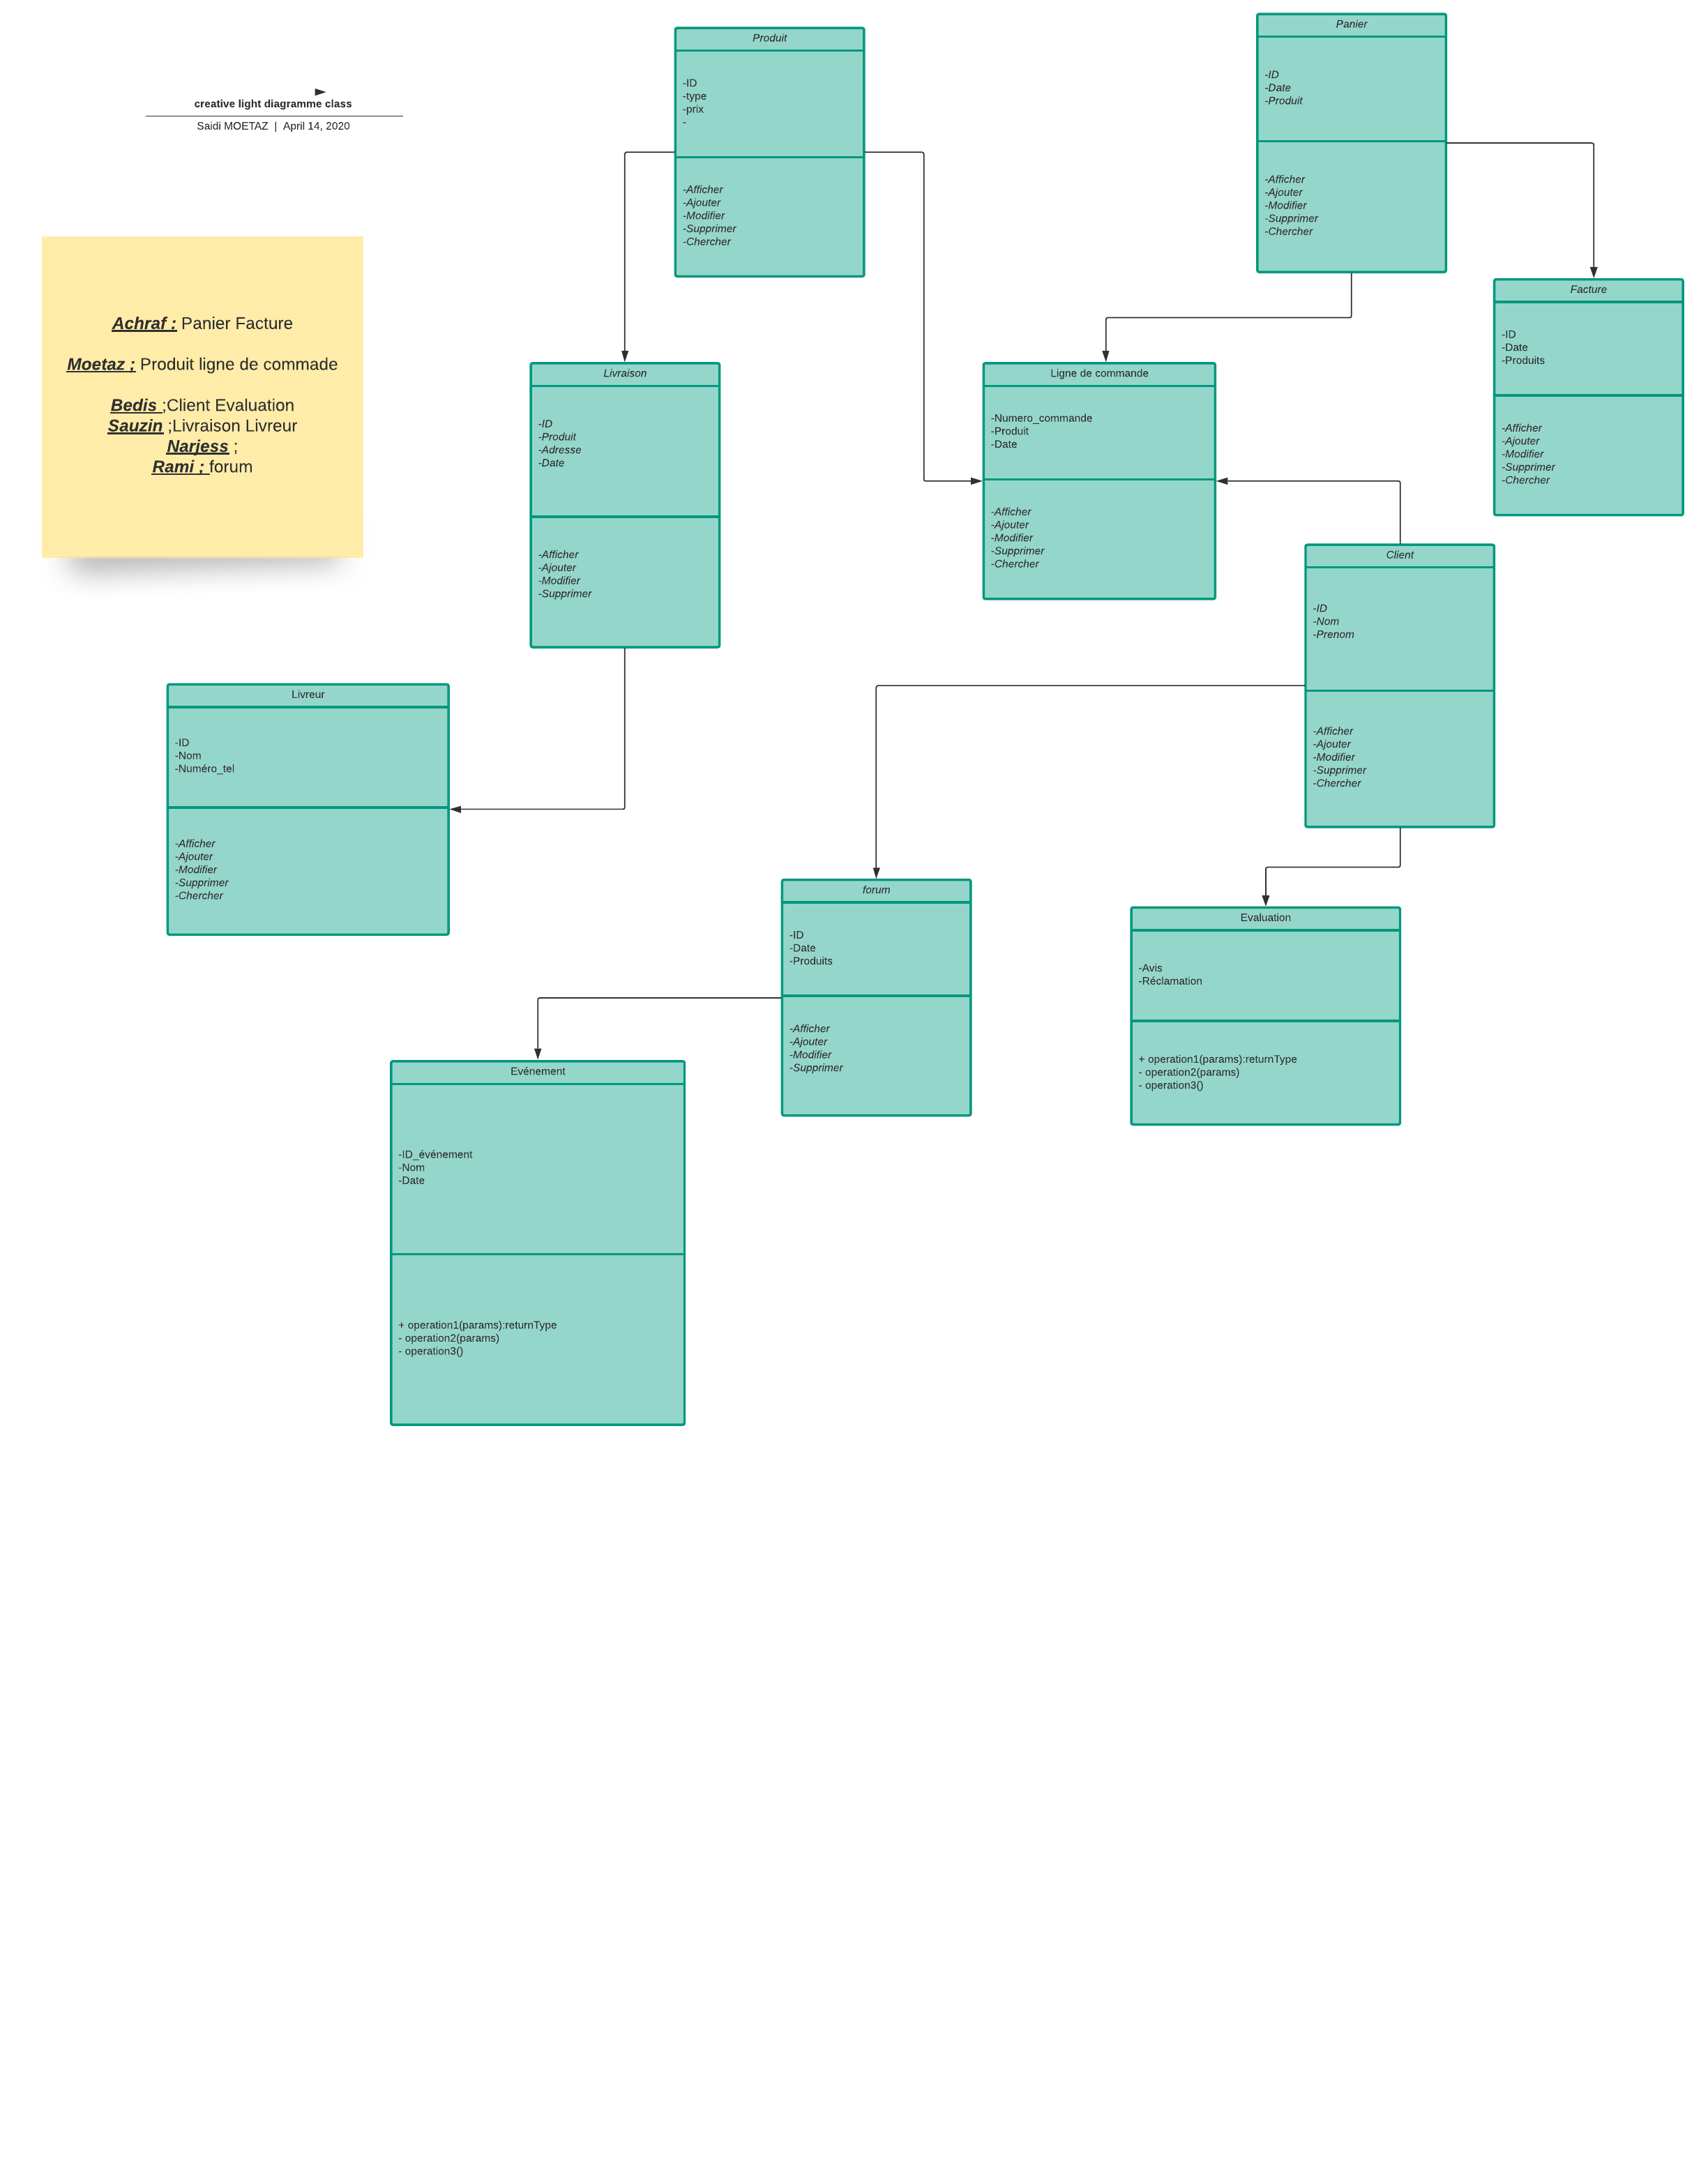 creative light diagramme class
Saidi MOETAZ | April 14, 2020
Achraf : Panier Facture
Moetaz ; Produit ligne de commade
Bedis ;Client Evaluation
Sauzin ;Livraison Livreur
Narjess ;
Rami ; forum
Produit
-ID
-type
-prix
-
-Afficher
-Ajouter
-Modifier
-Supprimer
-Chercher
Panier
-ID
-Date
-Produit
-Afficher
-Ajouter
-Modifier
-Supprimer
-Chercher
Facture
-ID
-Date
-Produits
-Afficher
-Ajouter
-Modifier
-Supprimer
-Chercher
Livraison
-ID
-Produit
-Adresse
-Date
-Afficher
-Ajouter
-Modifier
-Supprimer
Ligne de commande
-Numero_commande
-Produit
-Date
-Afficher
-Ajouter
-Modifier
-Supprimer
-Chercher
Client
-ID
-Nom
-Prenom
-Afficher
-Ajouter
-Modifier
-Supprimer
-Chercher
Livreur
-ID
-Nom
-Numéro_tel
-Afficher
-Ajouter
-Modifier
-Supprimer
-Chercher
forum
-ID
-Date
-Produits
-Afficher
-Ajouter
-Modifier
-Supprimer
Evaluation
-Avis
-Réclamation
+ operation1(params):returnType
- operation2(params)
- operation3()
Evénement
-ID_événement
-Nom
-Date
+ operation1(params):returnType
- operation2(params)
- operation3()